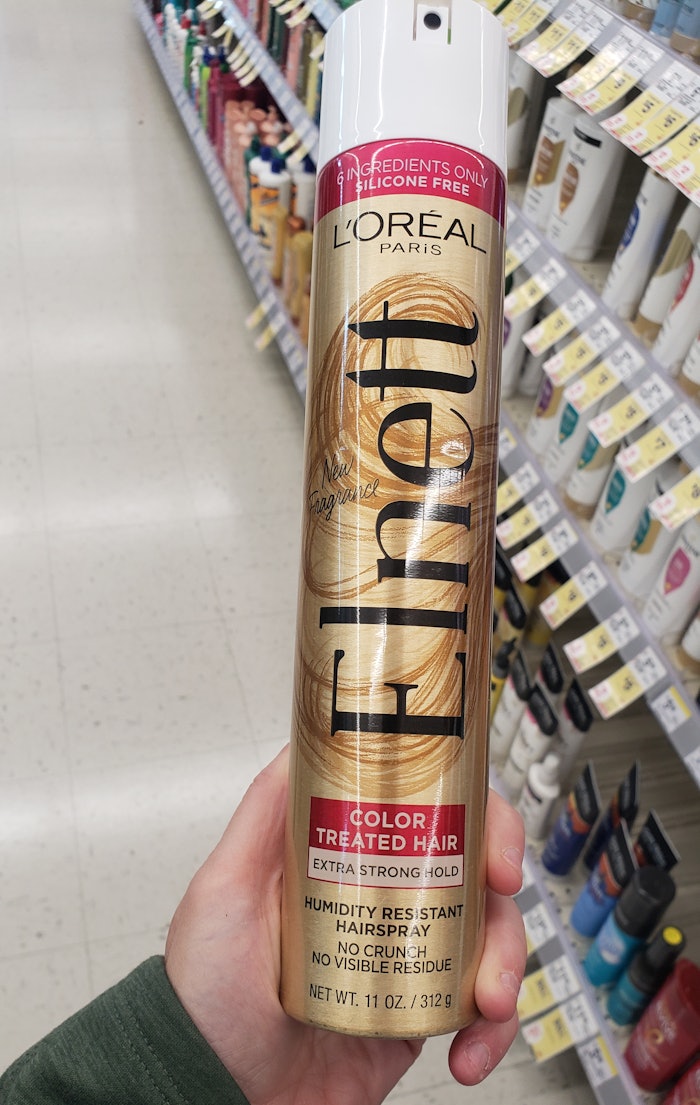 6 INGREDIENTS ONLY
SILICONE FREE
L'ORÉAL
PARiS
Elnett
New
Fragrance
COLOR
TREATED HAIR
EXTRA STRONG HOLD
HUMIDITY RESISTANT
HAIRSPRAY
NO CRUNCH
NO VISIBLE RESIDUE
NET WT. 11 OZ. / 312 g